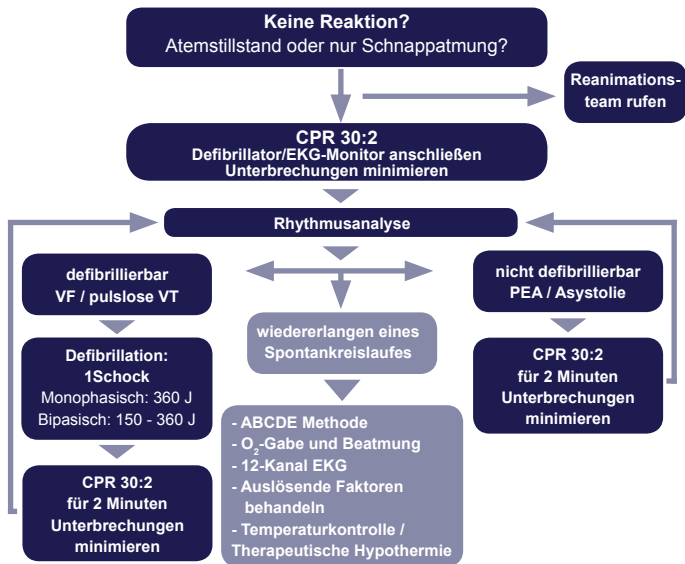 Keine Reaktion?
Atemstillstand oder nur Schnappatmung?
Reanimations-
team rufen
CPR 30:2
Defibrillator/EKG-Monitor anschließen
Unterbrechungen minimieren
Rhythmusanalyse
defibrillierbar
VF / pulslose VT
Defibrillation:
1Schock
Monophasisch: 360 J
Bipasisch: 150 - 360 J
CPR 30:2
für 2 Minuten
Unterbrechungen
minimieren
wiedererlangen eines
Spontankreislaufes
- ABCDE Methode
- O₂-Gabe und Beatmung
- 12-Kanal EKG
- Auslösende Faktoren
behandeln
- Temperaturkontrolle /
Therapeutische Hypothermie
nicht defibrillierbar
PEA / Asystolie
CPR 30:2
für 2 Minuten
Unterbrechungen
minimieren